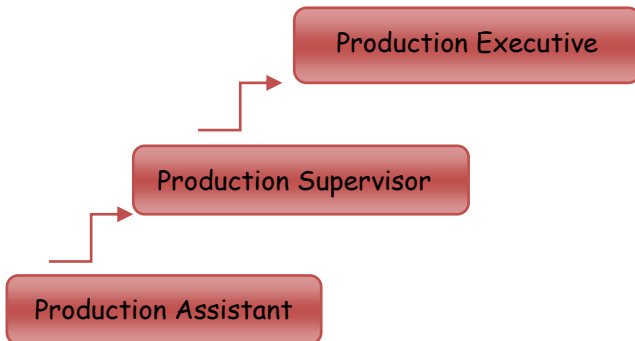 Production Executive
Production Supervisor
Production Assistant